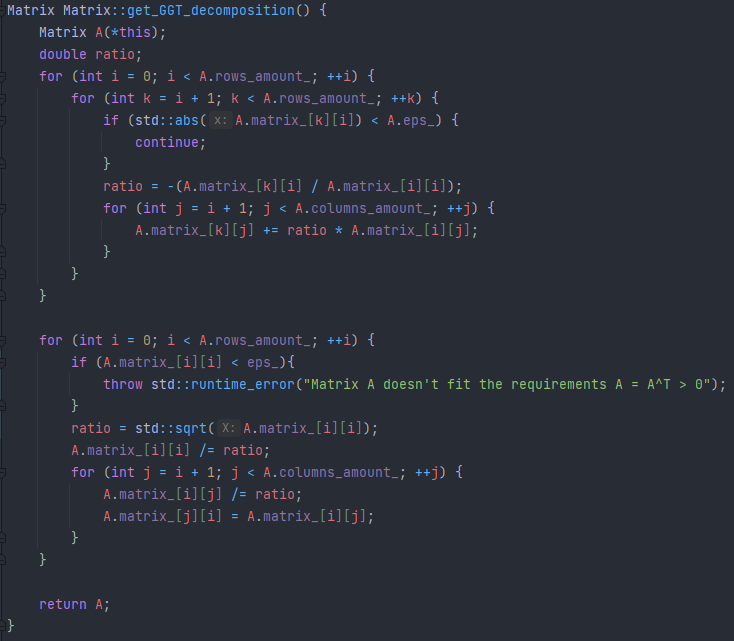 Matrix Matrix::get_GGT_decomposition() {
    Matrix A(*this);
    double ratio;
    for (int i = 0; i < A.rows_amount_; ++i) {
        for (int k = i + 1; k < A.rows_amount_; ++k) {
            if (std::abs( x: A.matrix_[k][i]) < A.eps_) {
                continue;
            }
            ratio = -(A.matrix_[k][i] / A.matrix_[i][i]);
            for (int j = i + 1; j < A.columns_amount_; ++j) {
                A.matrix_[k][j] += ratio * A.matrix_[i][j];
            }
        }
    }

    for (int i = 0; i < A.rows_amount_; ++i) {
        if (A.matrix_[i][i] < eps_){
            throw std::runtime_error("Matrix A doesn't fit the requirements A = A^T > 0");
        }
        ratio = std::sqrt( X: A.matrix_[i][i]);
        A.matrix_[i][i] /= ratio;
        for (int j = i + 1; j < A.columns_amount_; ++j) {
            A.matrix_[i][j] /= ratio;
            A.matrix_[j][i] = A.matrix_[i][j];
        }
    }

    return A;
}